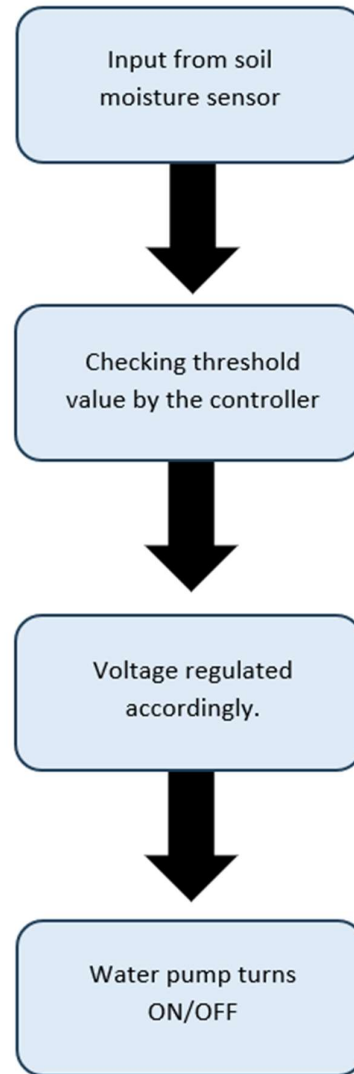 Input from soil
moisture sensor
Checking threshold
value by the controller
Voltage regulated
accordingly.
Water pump turns
ON/OFF